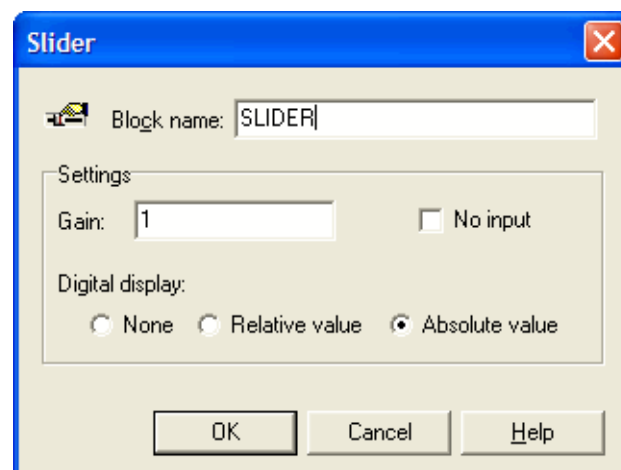 Slider
Block name: SLIDER
Settings
Gain: 1 No input
Digital display:
None Relative value Absolute value
OK Cancel Help